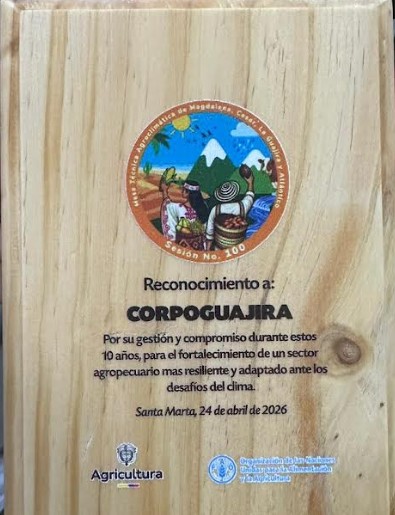 Mesa Técnica Agroclimática de Magdalena, Cesar, La Guajira y Atlántico
Sesión No. 100
Reconocimiento a:
CORPOGUAJIRA
Por su gestión y compromiso durante estos
10 años, para el fortalecimiento de un sector
agropecuario mas resiliente y adaptado ante los
desafíos del clima.
Santa Marta, 24 de abril de 2026
Agricultura
Organización de las Naciones
Unidas para la Alimentación
y la Agricultura